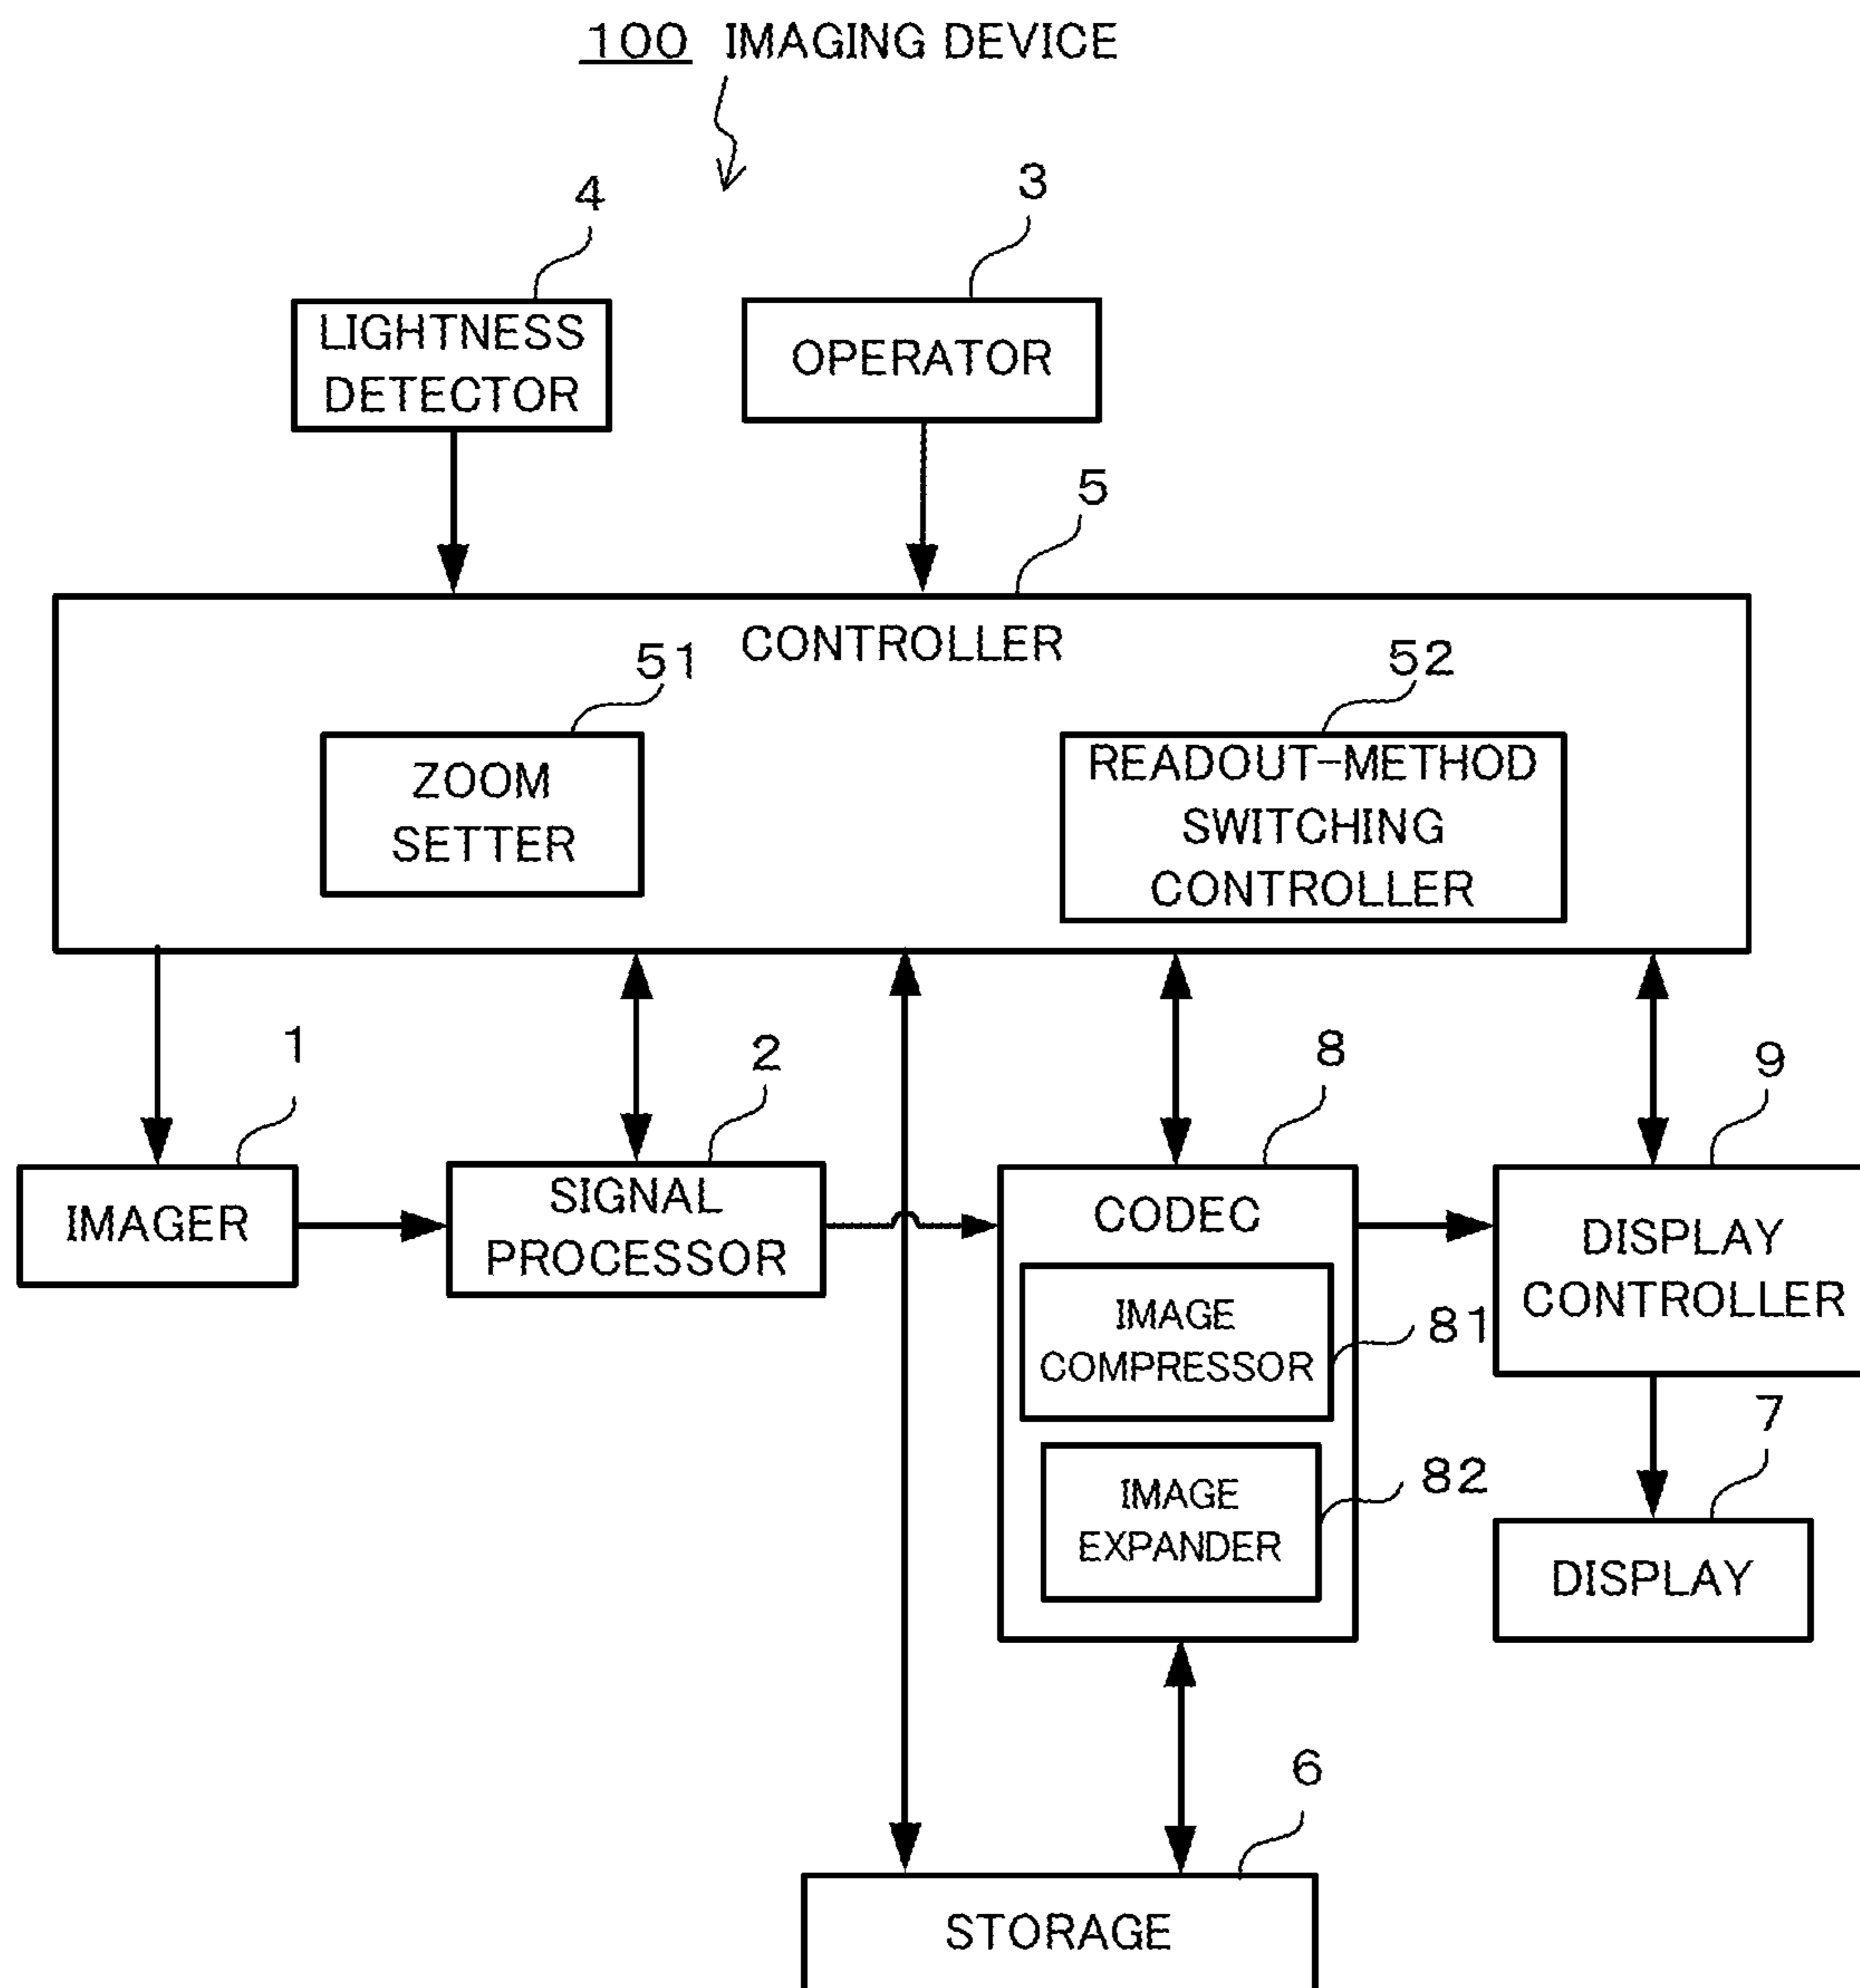 100 IMAGING DEVICE
4
3
LIGHTNESS
DETECTOR
OPERATOR
5
CONTROLLER
51
52
ZOOM
SETTER
READOUT-METHOD
SWITCHING
CONTROLLER
1
2
8
9
IMAGER
SIGNAL
PROCESSOR
CODEC
DISPLAY
CONTROLLER
IMAGE
COMPRESSOR
81
7
IMAGE
EXPANDER
82
DISPLAY
6
STORAGE